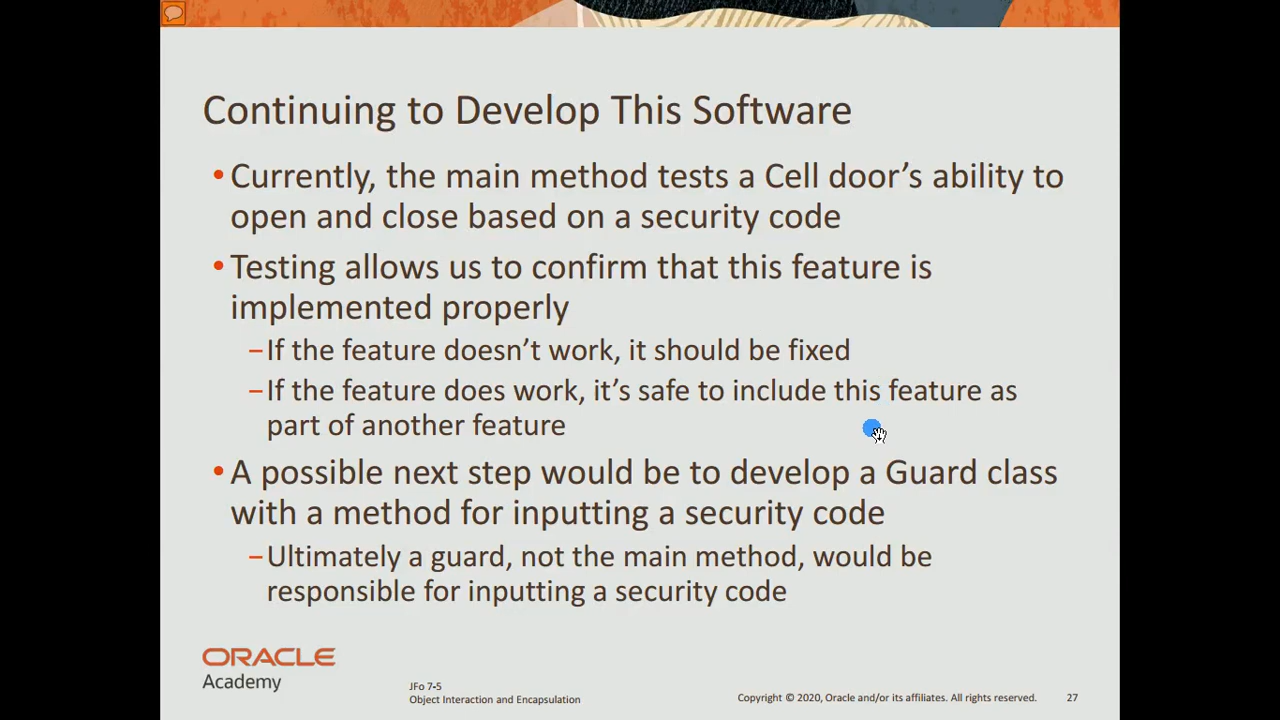 Continuing to Develop This Software
•Currently, the main method tests a Cell door’s ability to
open and close based on a security code
•Testing allows us to confirm that this feature is
implemented properly
–If the feature doesn’t work, it should be fixed
–If the feature does work, it’s safe to include this feature as
part of another feature
•A possible next step would be to develop a Guard class
with a method for inputting a security code
–Ultimately a guard, not the main method, would be
responsible for inputting a security code
ORACLE
Academy
JFo 7-5
Object Interaction and Encapsulation
Copyright © 2020, Oracle and/or its affiliates. All rights reserved.
27